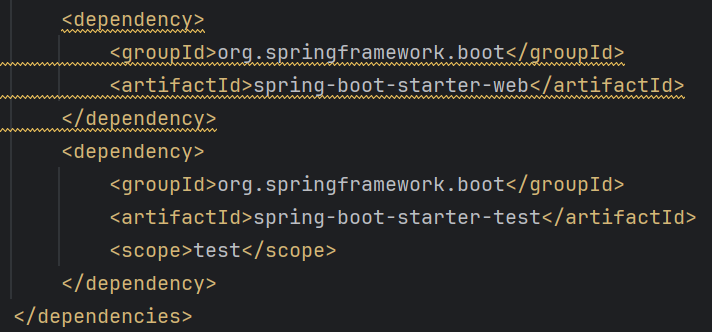 <dependency>
<groupId>org.springframework.boot</groupId>
<artifactId>spring-boot-starter-web</artifactId>
</dependency>
<dependency>
<groupId>org.springframework.boot</groupId>
<artifactId>spring-boot-starter-test</artifactId>
<scope>test</scope>
</dependency>
</dependencies>